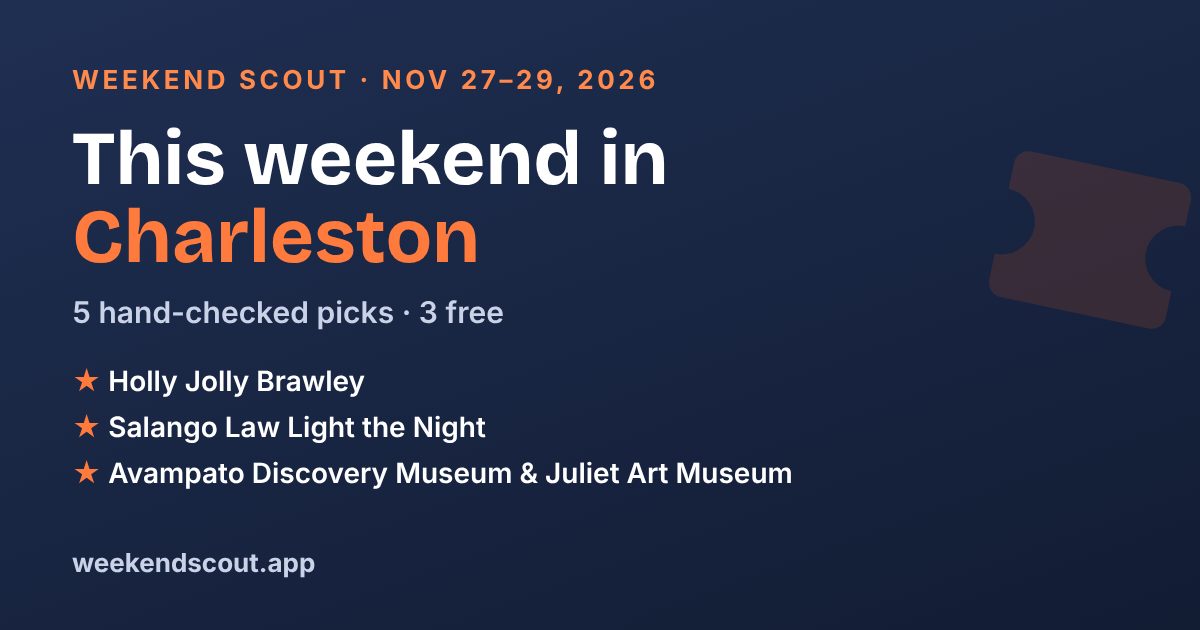 WEEKEND SCOUT · NOV 27–29, 2026
This weekend in
Charleston
5 hand-checked picks · 3 free
★ Holly Jolly Brawley
★ Salango Law Light the Night
★ Avampato Discovery Museum & Juliet Art Museum
weekendscout.app